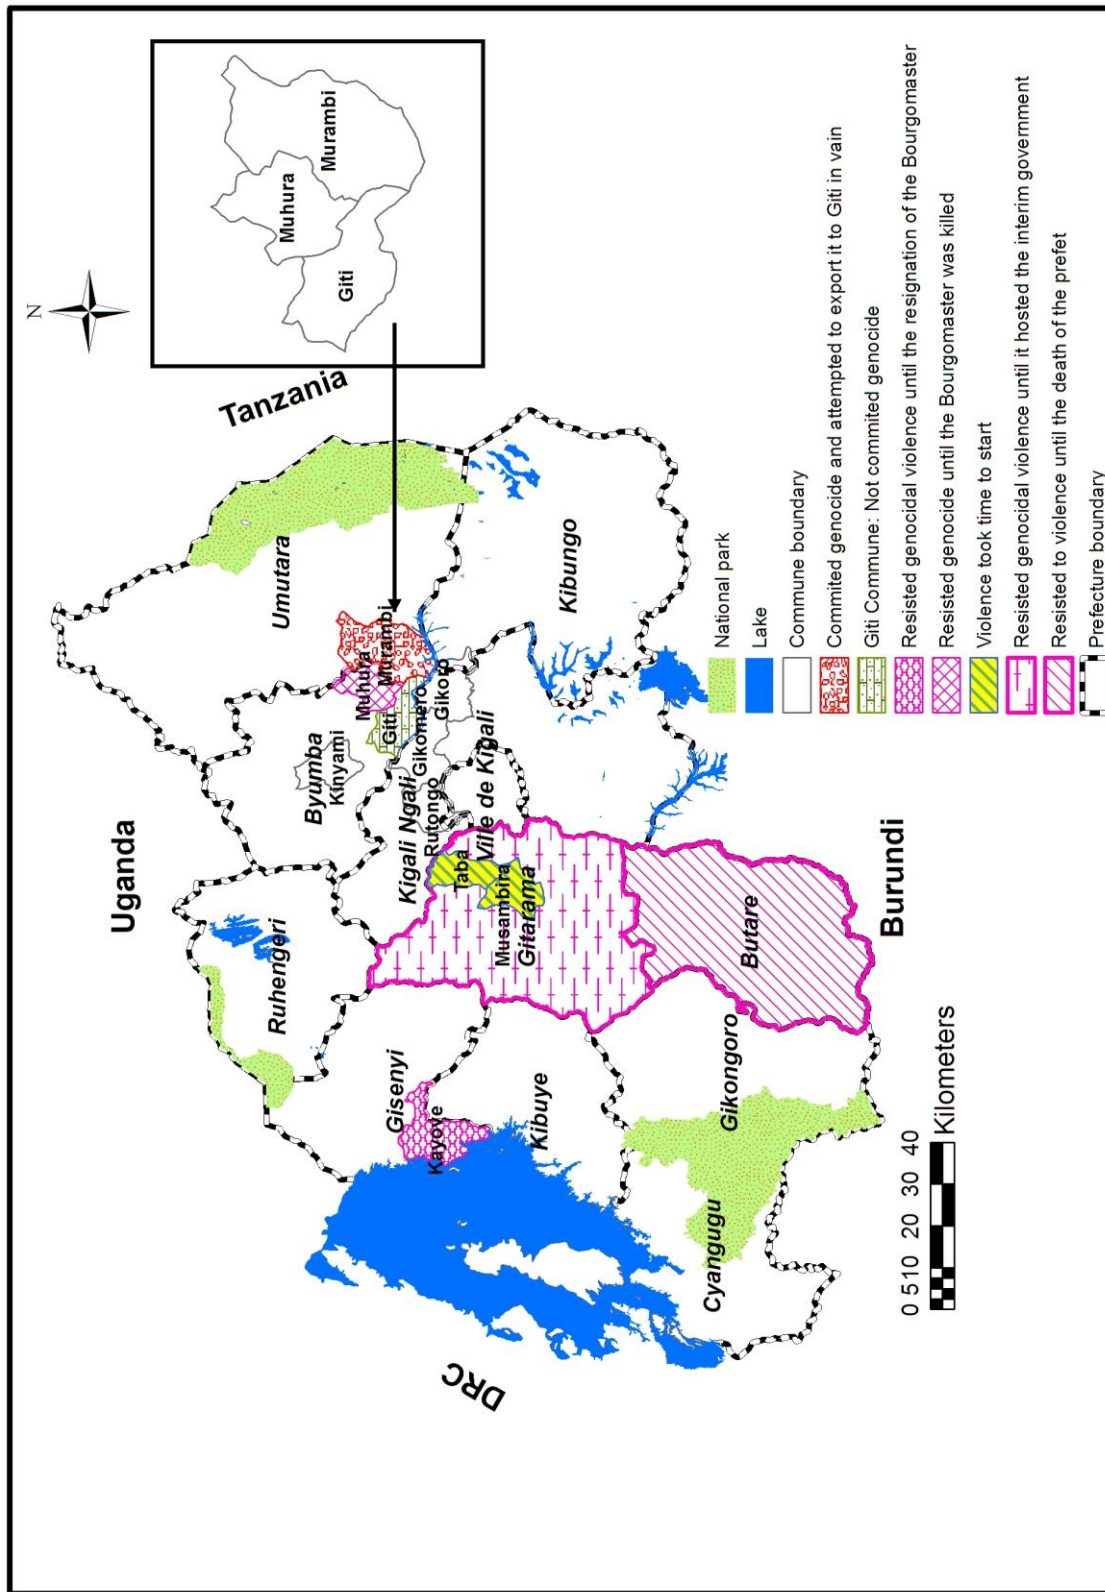 N
Uganda
Tanzania
DRC
Burundi
Murambi
Muhura
Giti
Umutara
Byumba
Kinyami
Ruhengeri
Muhura
Murambi
Giti
Gikomero
Gikoro
Kigali Ngali
Rutongo
Ville de Kigali
Gisenyi
Kayove
Taba
Musambira
Gitarama
Kibungo
Kibuye
Butare
Gikongoro
Cyangugu
0 510 20 30 40
Kilometers
National park
Lake
Commune boundary
Commited genocide and attempted to export it to Giti in vain
Giti Commune: Not commited genocide
Resisted genocidal violence until the resignation of the Bourgomaster
Resisted genocide until the Bourgomaster was killed
Violence took time to start
Resisted genocidal violence until it hosted the interim government
Resisted to violence until the death of the prefet
Prefecture boundary